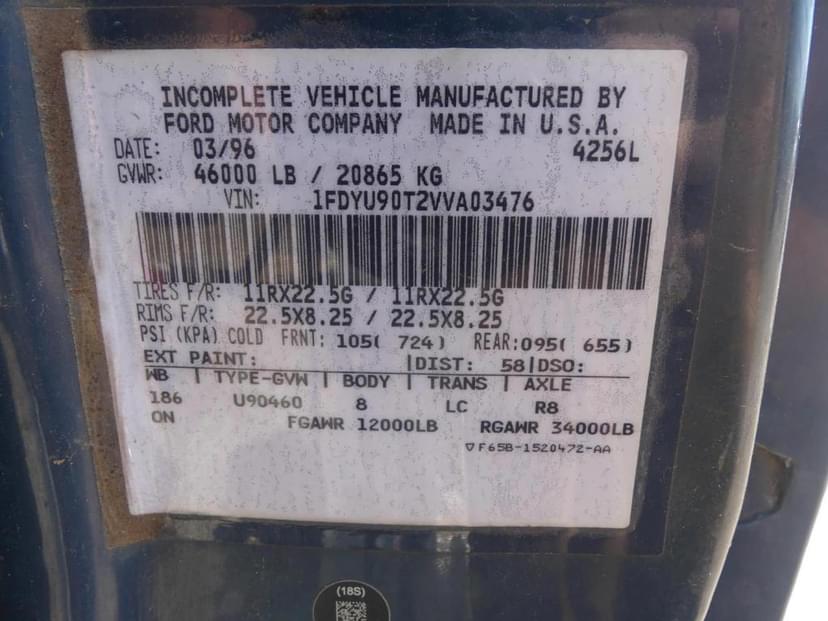 INCOMPLETE VEHICLE MANUFACTURED BY
FORD MOTOR COMPANY MADE IN U.S.A.
DATE: 03/96 4256L
GVWR: 46000 LB / 20865 KG
VIN: 1FDYU90T2VVA03476
TIRES F/R: 11RX22.5G / 11RX22.5G
RIMS F/R: 22.5X8.25 / 22.5X8.25
PSI (KPA) COLD FRNT: 105( 724) REAR:095( 655)
EXT PAINT: |DIST: 58|DSO:
WB | TYPE-GVW | BODY | TRANS | AXLE
186 U90460 8 LC R8
ON FGAWR 12000LB RGAWR 34000LB
▽F65B-1520472-AA
(18S)